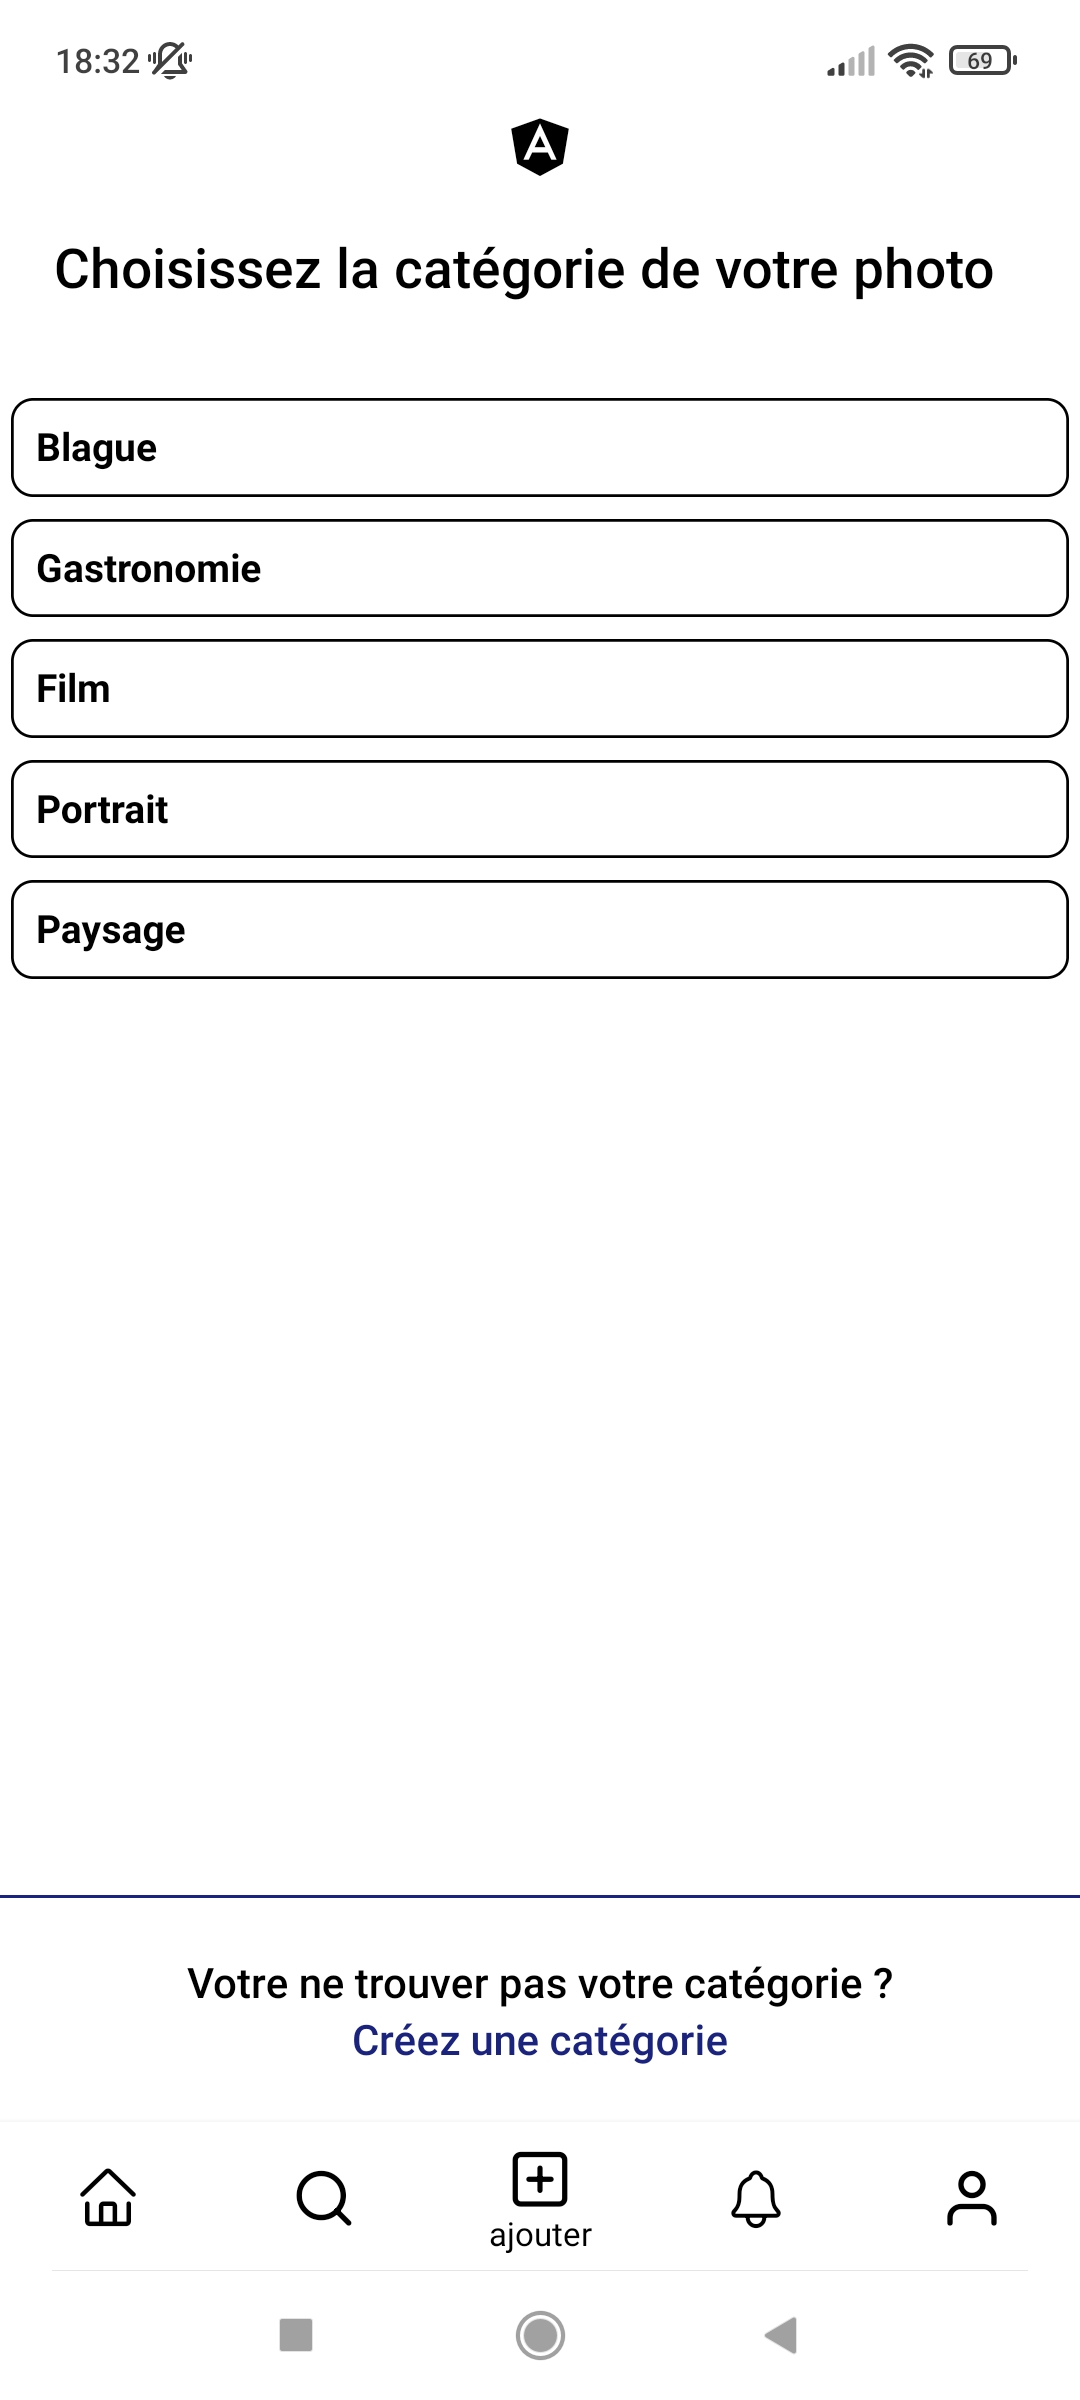 18:32
69
Choisissez la catégorie de votre photo
Blague
Gastronomie
Film
Portrait
Paysage
Votre ne trouver pas votre catégorie ?
Créez une catégorie
ajouter